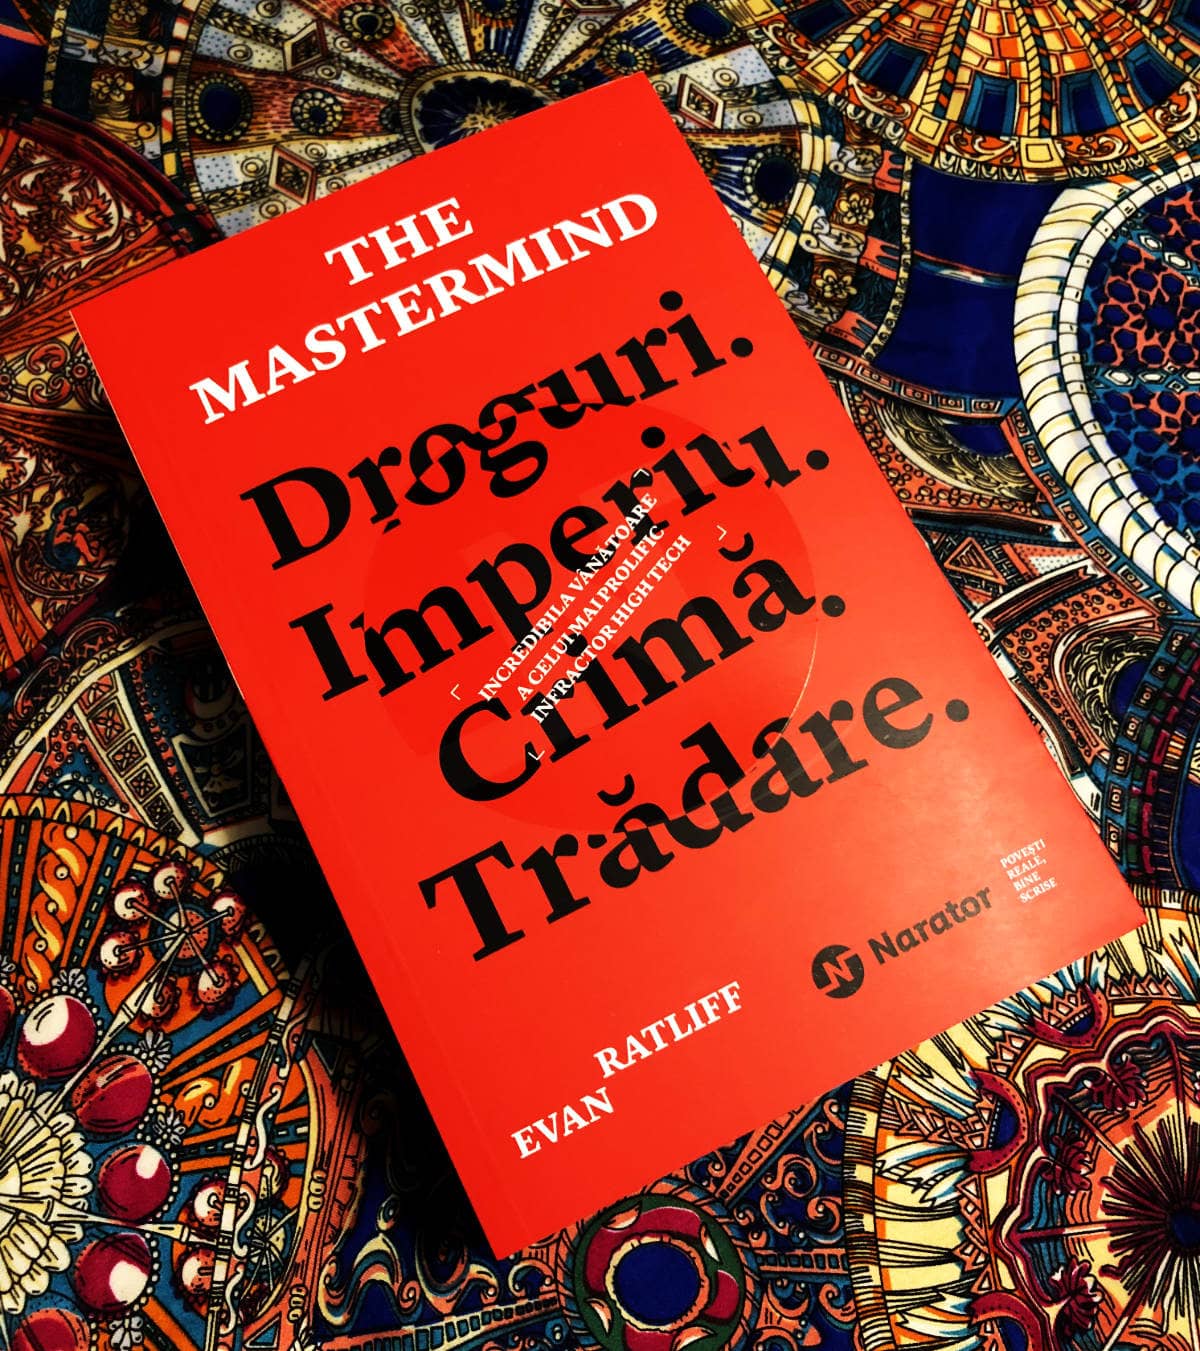 THE
MASTERMIND
Droguri.
Imperiu.
Crimă.
Trădare.
INCREDIBILA VÂNĂTOARE
A CELUI MAI PROLIFIC
INFRACTOR HIGH TECH
POVEȘTI
REALE,
BINE
SCRISE
N Narator
EVAN
RATLIFF